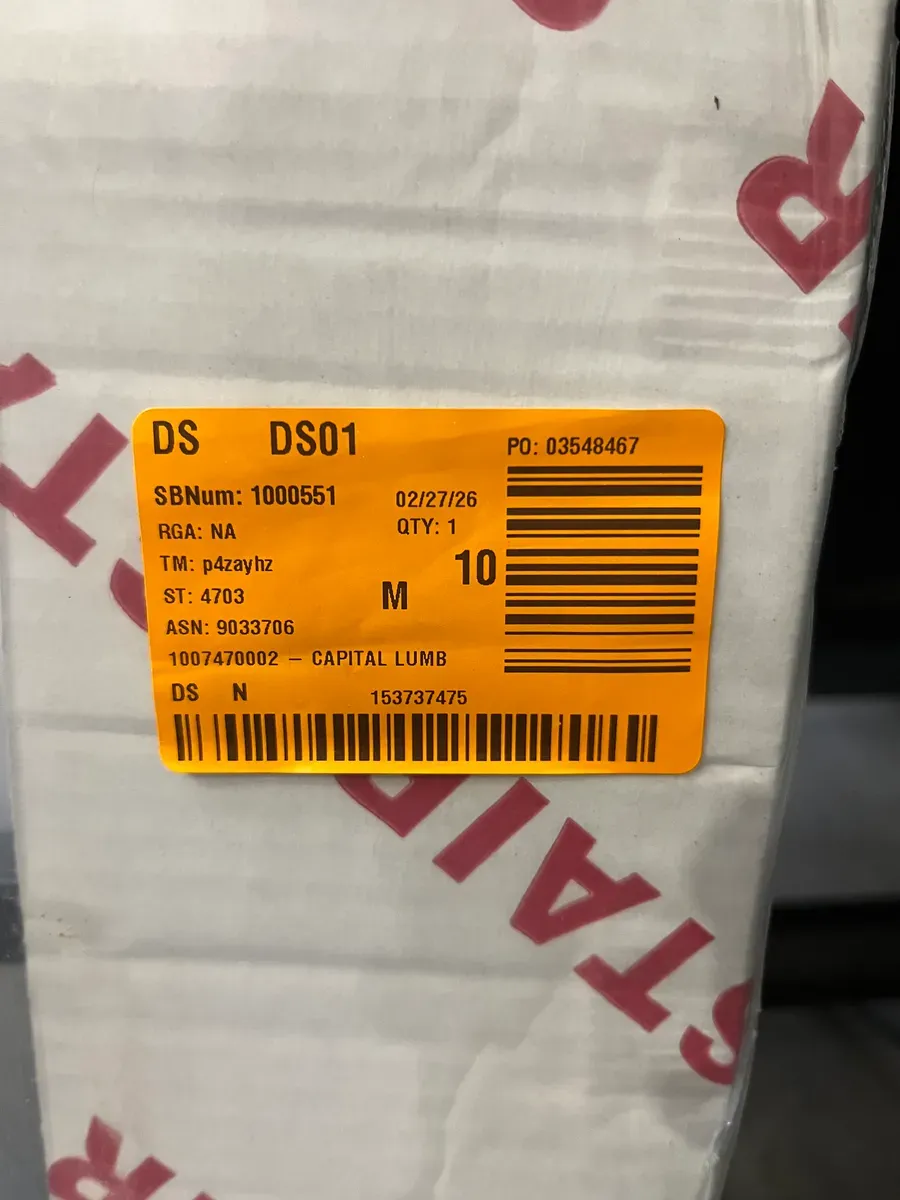 DS DS01 PO: 03548467
SBNum: 1000551 02/27/26
RGA: NA QTY: 1
TM: p4zayhz 10
ST: 4703 M
ASN: 9033706
1007470002 – CAPITAL LUMB
DS N 153737475
STAIR